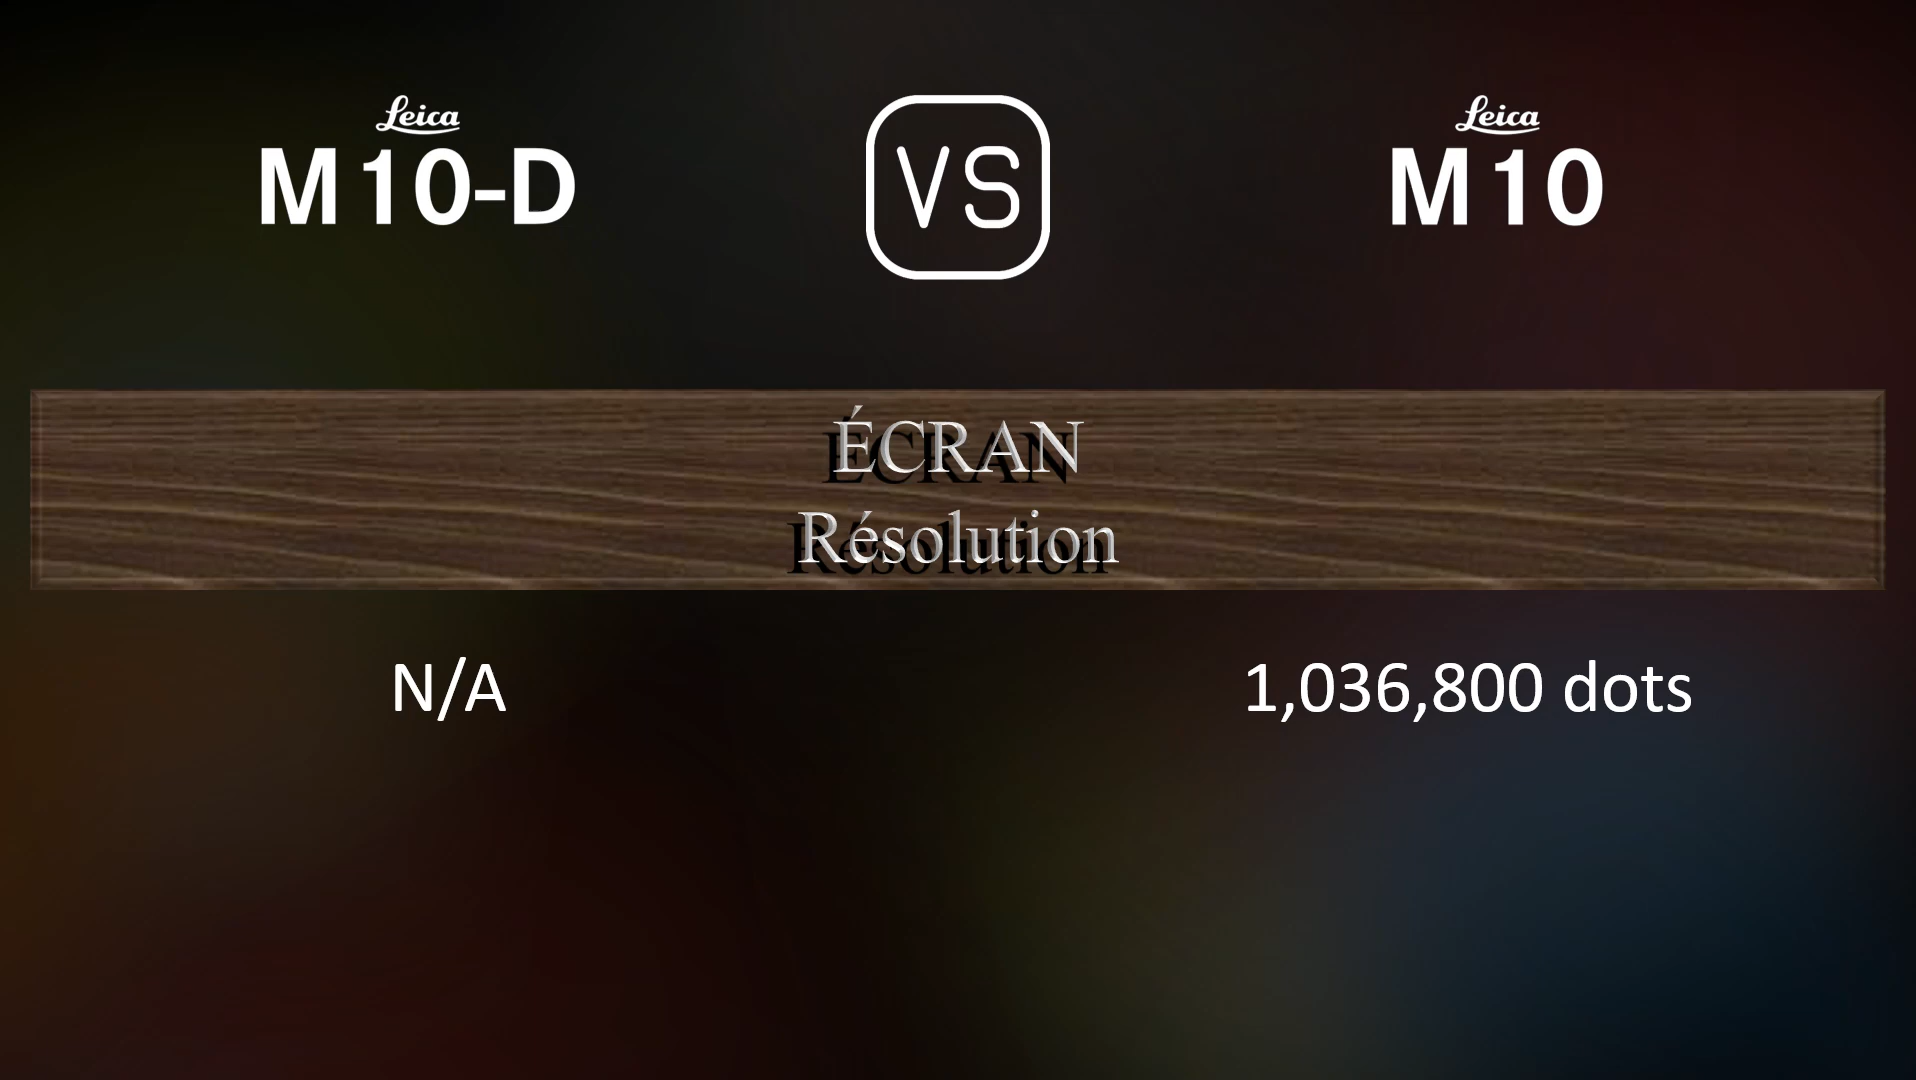 Leica
M10-D
VS
Leica
M10
ÉCRAN
Résolution
N/A
1,036,800 dots